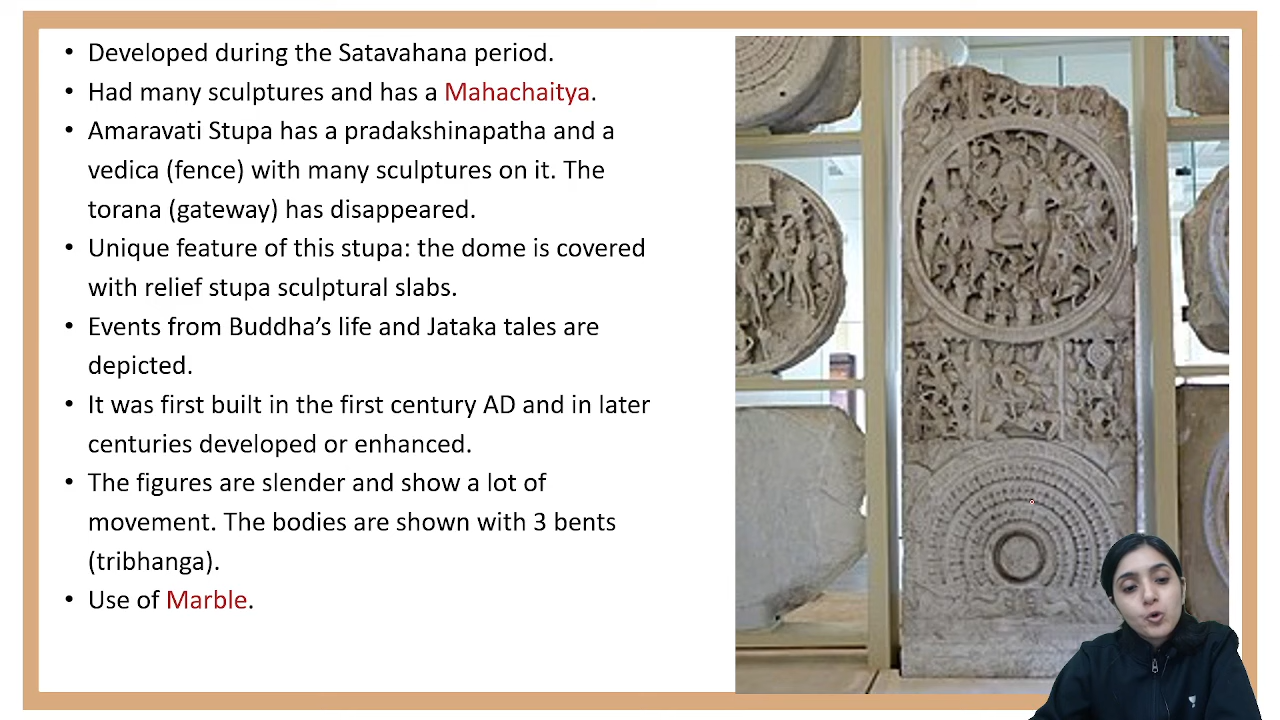 • Developed during the Satavahana period.
• Had many sculptures and has a Mahachaitya.
• Amaravati Stupa has a pradakshinapatha and a
vedica (fence) with many sculptures on it. The
torana (gateway) has disappeared.
• Unique feature of this stupa: the dome is covered
with relief stupa sculptural slabs.
• Events from Buddha’s life and Jataka tales are
depicted.
• It was first built in the first century AD and in later
centuries developed or enhanced.
• The figures are slender and show a lot of
movement. The bodies are shown with 3 bents
(tribhanga).
• Use of Marble.